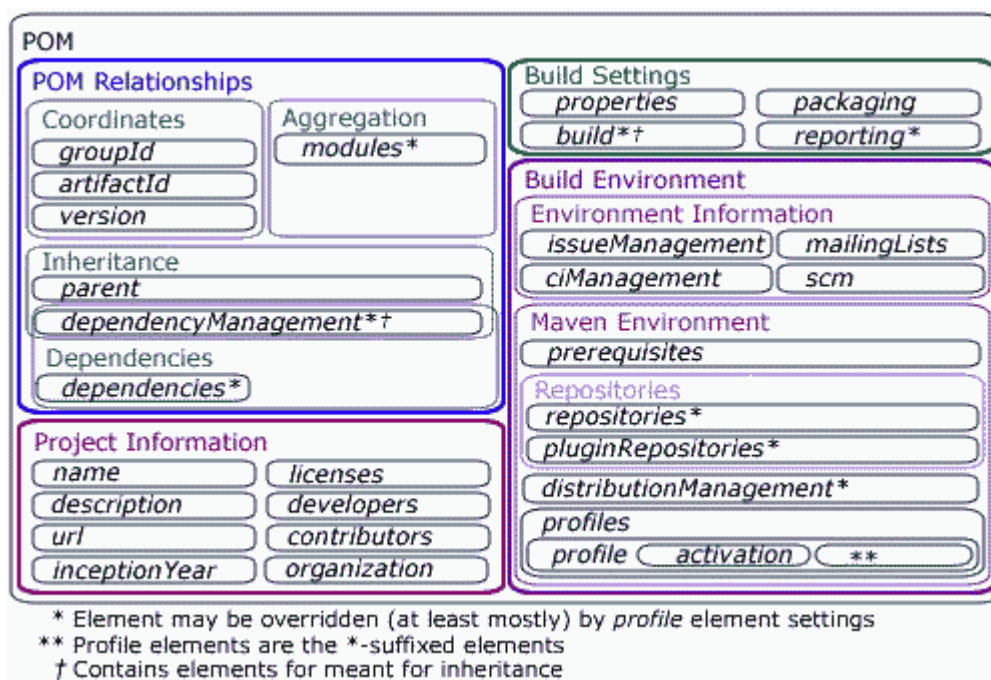 POM
POM Relationships
Coordinates
groupId
artifactId
version
Aggregation
modules*
Inheritance
parent
dependencyManagement*†
Dependencies
dependencies*
Project Information
name
licenses
description
developers
url
contributors
inceptionYear
organization
Build Settings
properties
packaging
build*†
reporting*
Build Environment
Environment Information
issueManagement
mailingLists
ciManagement
scm
Maven Environment
prerequisites
Repositories
repositories*
pluginRepositories*
distributionManagement*
profiles
profile activation **
* Element may be overridden (at least mostly) by profile element settings
** Profile elements are the *-suffixed elements
† Contains elements for meant for inheritance